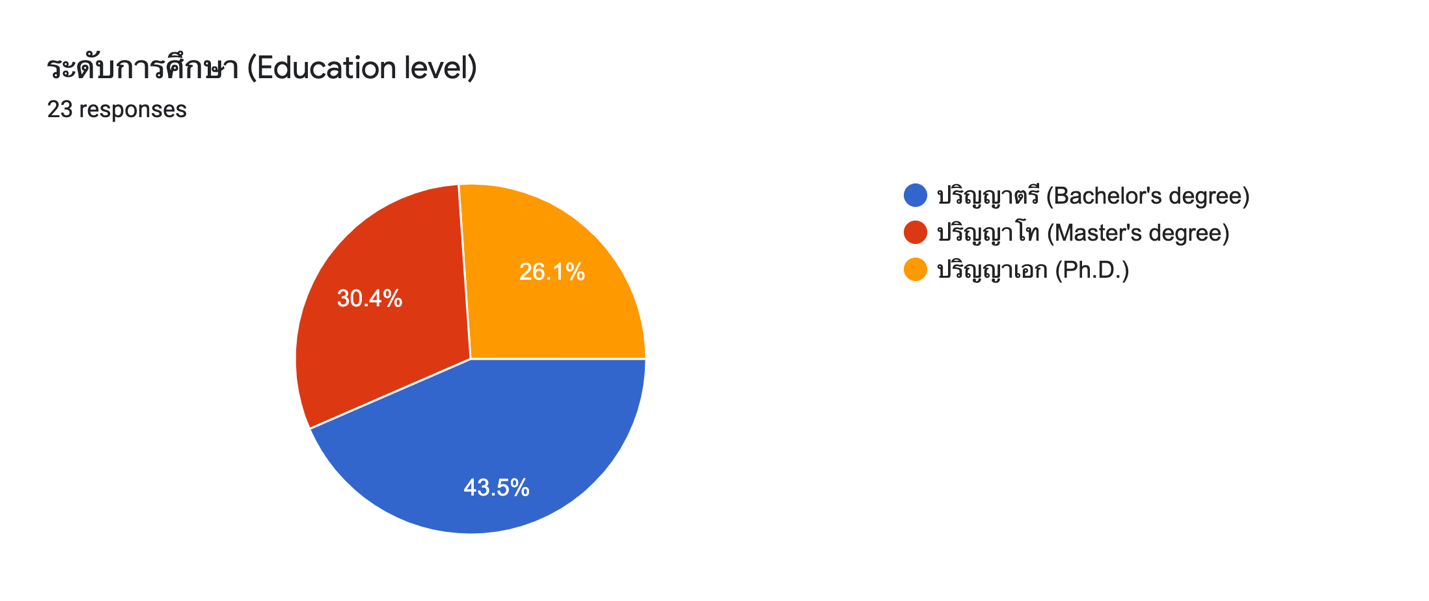 ระดับการศึกษา (Education level)
23 responses
ปริญญาตรี (Bachelor's degree)
ปริญญาโท (Master's degree)
ปริญญาเอก (Ph.D.)
26.1%
30.4%
43.5%